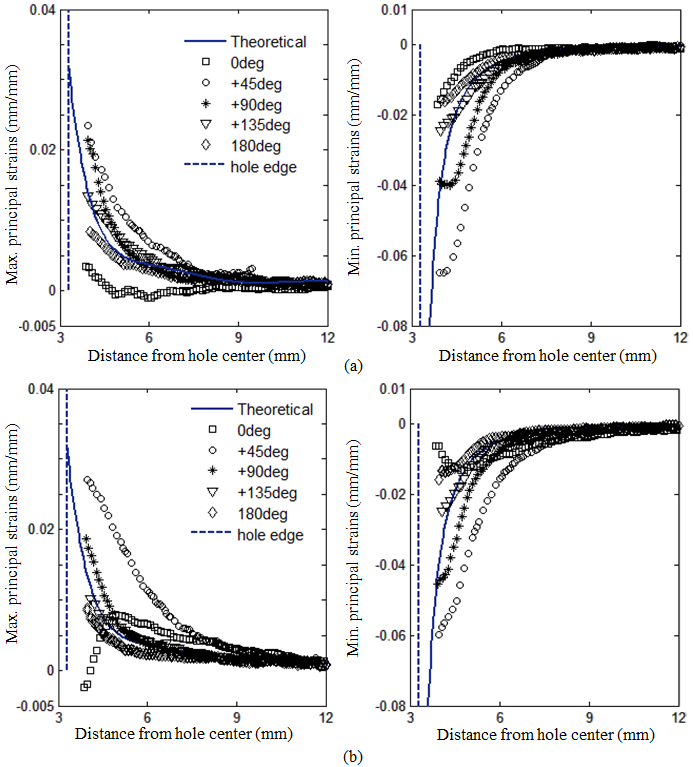 Max. principal strains (mm/mm)
0.04
0.02
0
-0.005
3
6
9
12
Distance from hole center (mm)
Theoretical
0deg
+45deg
+90deg
+135deg
180deg
hole edge
Min. principal strains (mm/mm)
0.01
0
-0.02
-0.04
-0.06
-0.08
3
6
9
12
Distance from hole center (mm)
(a)
Max. principal strains (mm/mm)
0.04
0.02
0
-0.005
3
6
9
12
Distance from hole center (mm)
Theoretical
0deg
+45deg
+90deg
+135deg
180deg
hole edge
Min. principal strains (mm/mm)
0.01
0
-0.02
-0.04
-0.06
-0.08
3
6
9
12
Distance from hole center (mm)
(b)